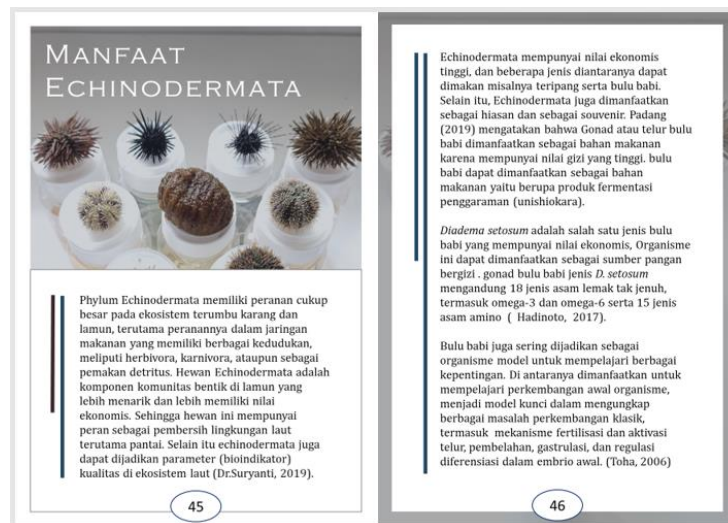 MANFAAT
ECHINODERMATA
Phylum Echinodermata memiliki peranan cukup
besar pada ekosistem terumbu karang dan
lamun, terutama peranannya dalam jaringan
makanan yang memiliki berbagai kedudukan,
meliputi herbivora, karnivora, ataupun sebagai
pemakan detritus. Hewan Echinodermata adalah
komponen komunitas bentik di lamun yang
lebih menarik dan lebih memiliki nilai
ekonomis. Sehingga hewan ini mempunyai
peran sebagai pembersih lingkungan laut
terutama pantai. Selain itu echinodermata juga
dapat dijadikan parameter (bioindikator)
kualitas di ekosistem laut (Dr.Suryanti, 2019).
45
Echinodermata mempunyai nilai ekonomis
tinggi, dan beberapa jenis diantaranya dapat
dimakan misalnya teripang serta bulu babi.
Selain itu, Echinodermata juga dimanfaatkan
sebagai hiasan dan sebagai souvenir. Padang
(2019) mengatakan bahwa Gonad atau telur bulu
babi dimanfaatkan sebagai bahan makanan
karena mempunyai nilai gizi yang tinggi. bulu
babi dapat dimanfaatkan sebagai bahan
makanan yaitu berupa produk fermentasi
penggaraman (unishiokara).
Diadema setosum adalah salah satu jenis bulu
babi yang mempunyai nilai ekonomis, Organisme
ini dapat dimanfaatkan sebagai sumber pangan
bergizi . gonad bulu babi jenis D. setosum
mengandung 18 jenis asam lemak tak jenuh,
termasuk omega-3 dan omega-6 serta 15 jenis
asam amino ( Hadinoto, 2017).
Bulu babi juga sering dijadikan sebagai
organisme model untuk mempelajari berbagai
kepentingan. Di antaranya dimanfaatkan untuk
mempelajari perkembangan awal organisme,
menjadi model kunci dalam mengungkap
berbagai masalah perkembangan klasik,
termasuk mekanisme fertilisasi dan aktivasi
telur, pembelahan, gastrulasi, dan regulasi
diferensiasi dalam embrio awal. (Toha, 2006)
46